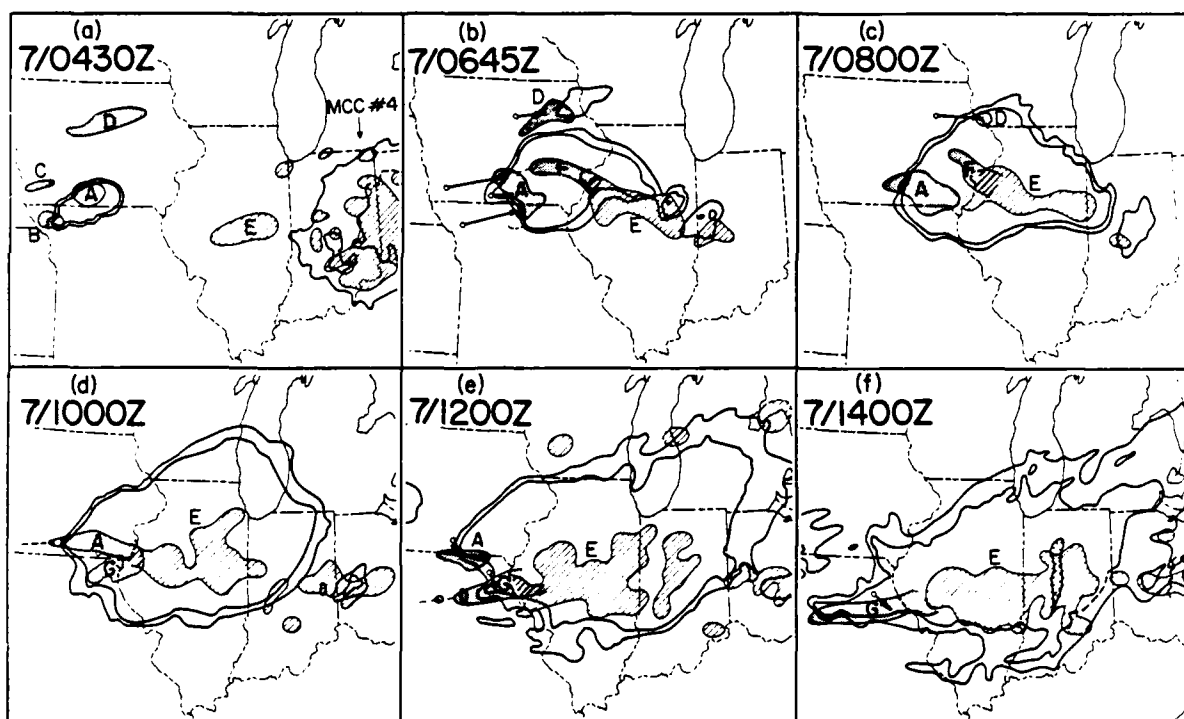 (a)
7/0430Z
MCC #4
D
C
A
B
E
(b)
7/0645Z
D
F
A
E
(c)
7/0800Z
D
F
A
E
(d)
7/1000Z
E
A
G
B
(e)
7/1200Z
A
E
G
(f)
7/1400Z
E
G